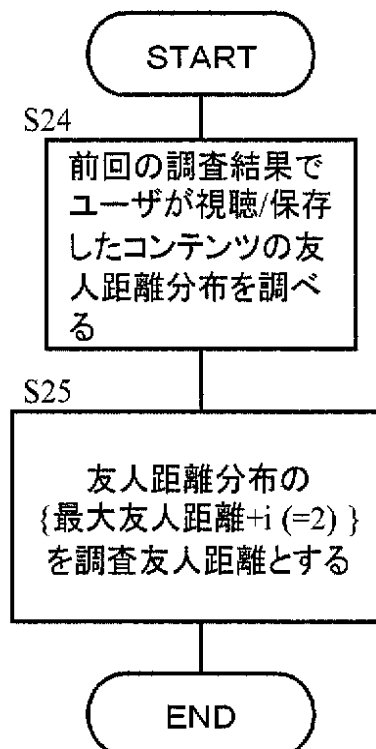 START
S24
前回の調査結果で
ユーザが視聴/保存
したコンテンツの友
人距離分布を調べ
る
S25
友人距離分布の
{最大友人距離+i (=2) }
を調査友人距離とする
END